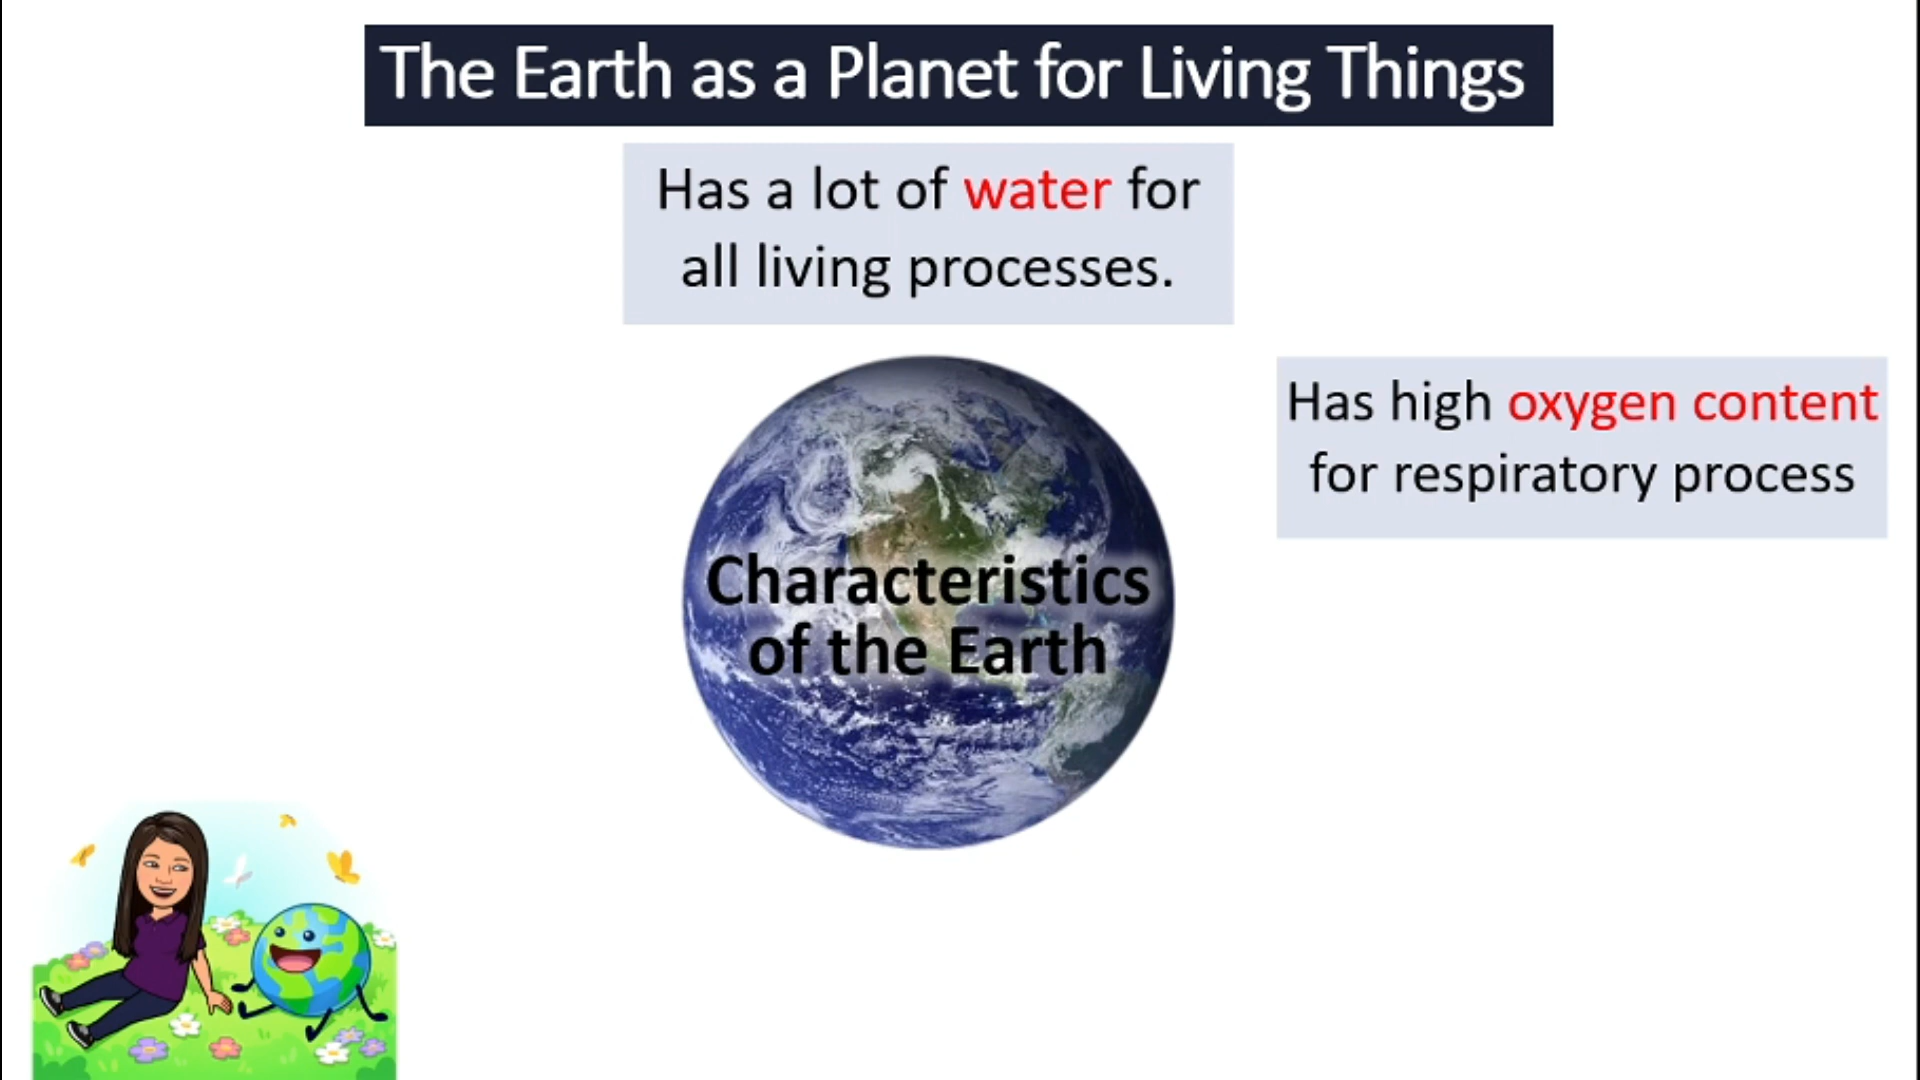 The Earth as a Planet for Living Things
Has a lot of water for
all living processes.
Has high oxygen content
for respiratory process
Characteristics
of the Earth